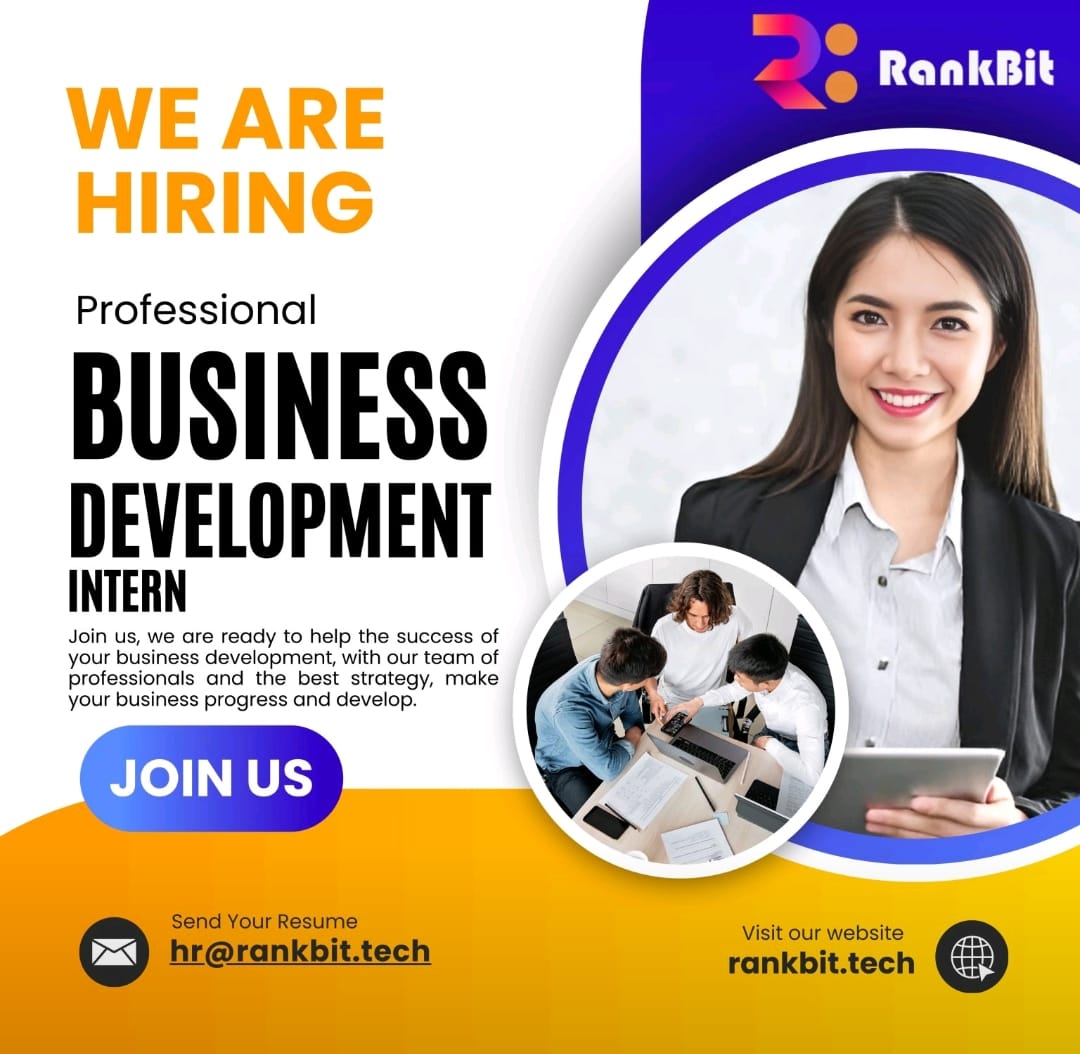 RankBit
WE ARE
HIRING
Professional
BUSINESS
DEVELOPMENT
INTERN
Join us, we are ready to help the success of
your business development, with our team of
professionals and the best strategy, make
your business progress and develop.
JOIN US
Send Your Resume
hr@rankbit.tech
Visit our website
rankbit.tech